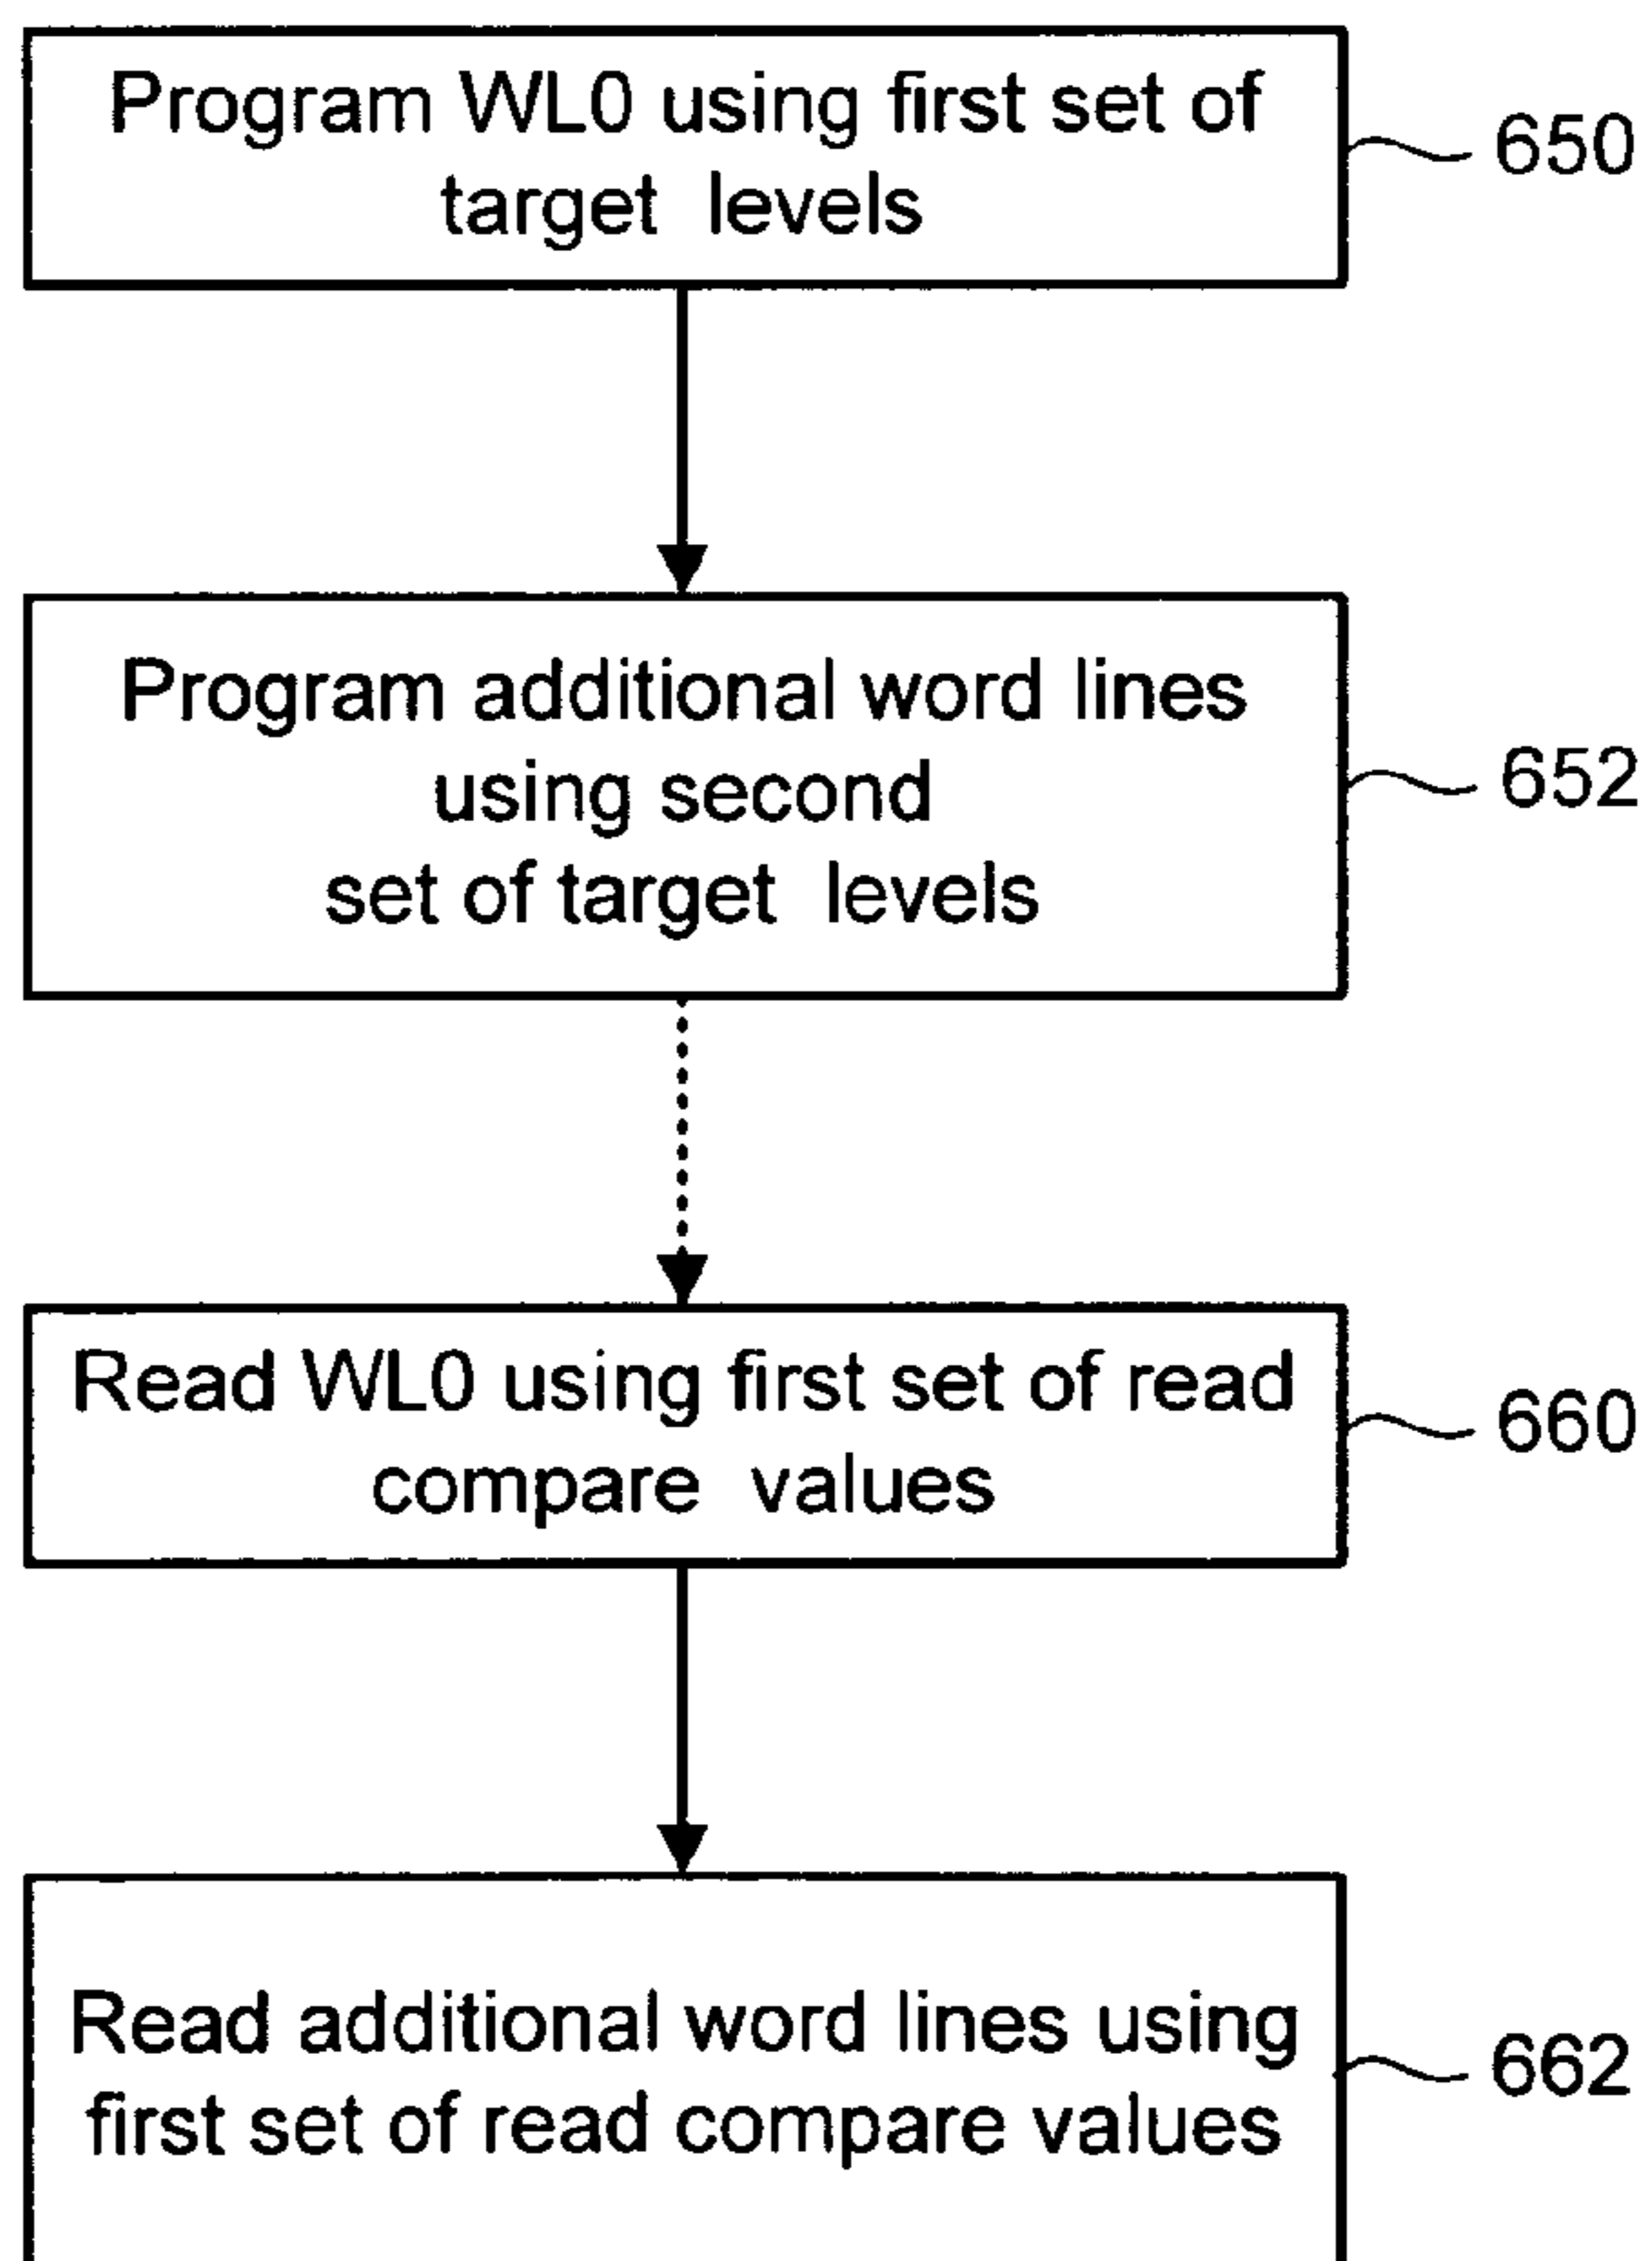 Program WL0 using first set of
target levels
650
Program additional word lines
using second
set of target levels
652
Read WL0 using first set of read
compare values
660
Read additional word lines using
first set of read compare values
662